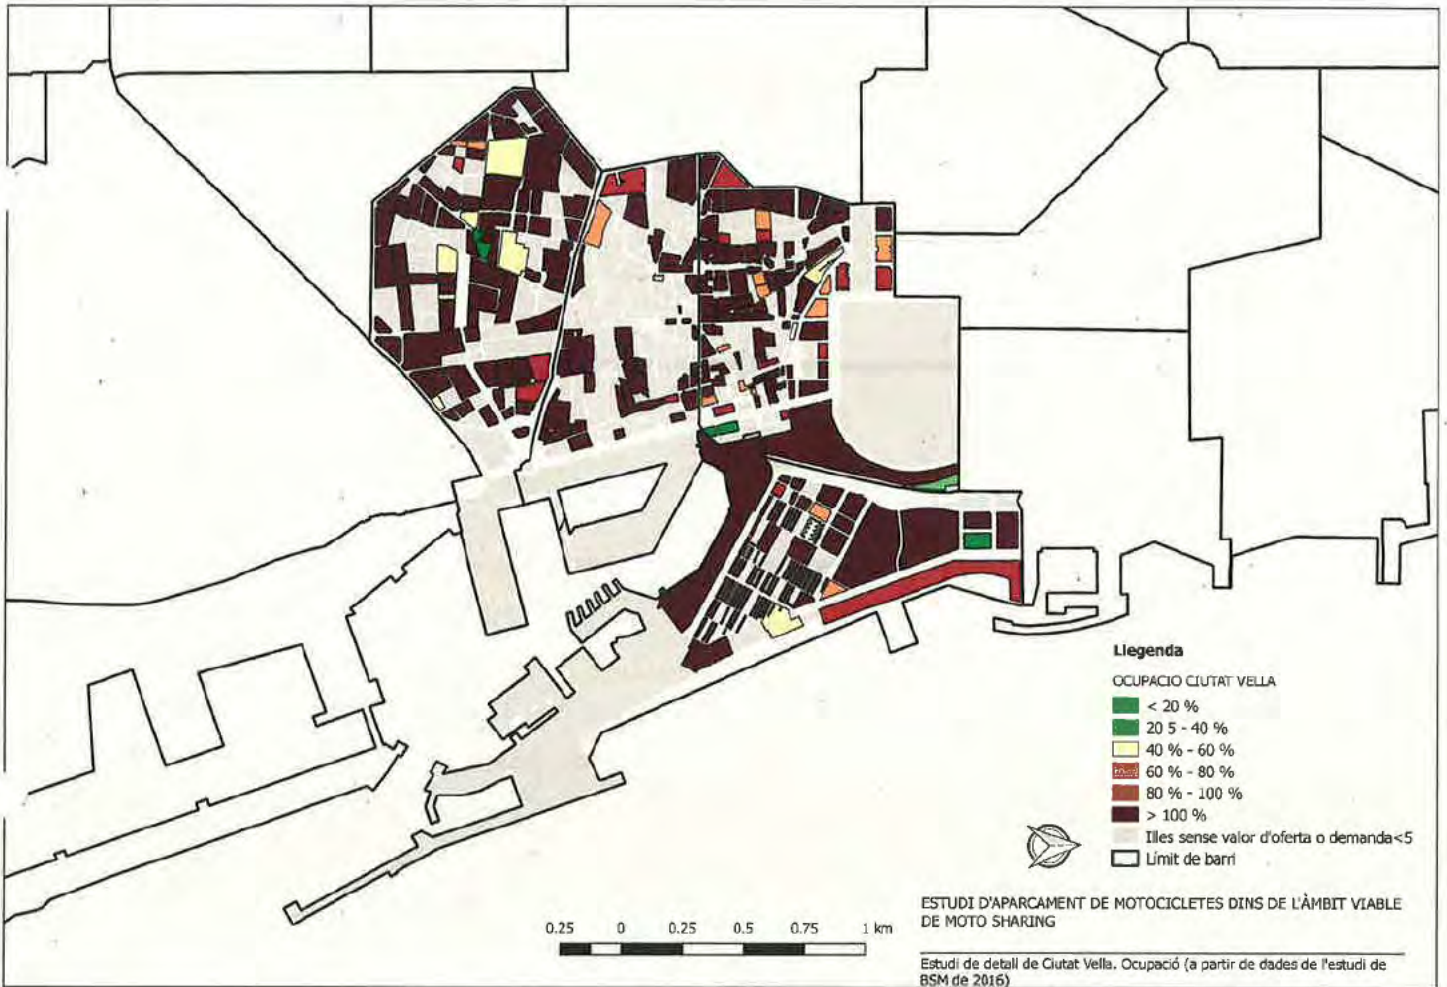 Llegenda
OCUPACIO CIUTAT VELLA
< 20 %
20 5 - 40 %
40 % - 60 %
60 % - 80 %
80 % - 100 %
> 100 %
Illes sense valor d'oferta o demanda<5
Límit de barri
0.25 0 0.25 0.5 0.75 1 km
ESTUDI D'APARCAMENT DE MOTOCICLETES DINS DE L'ÀMBIT VIABLE
DE MOTO SHARING
Estudi de detall de Ciutat Vella. Ocupació (a partir de dades de l'estudi de
BSM de 2016)